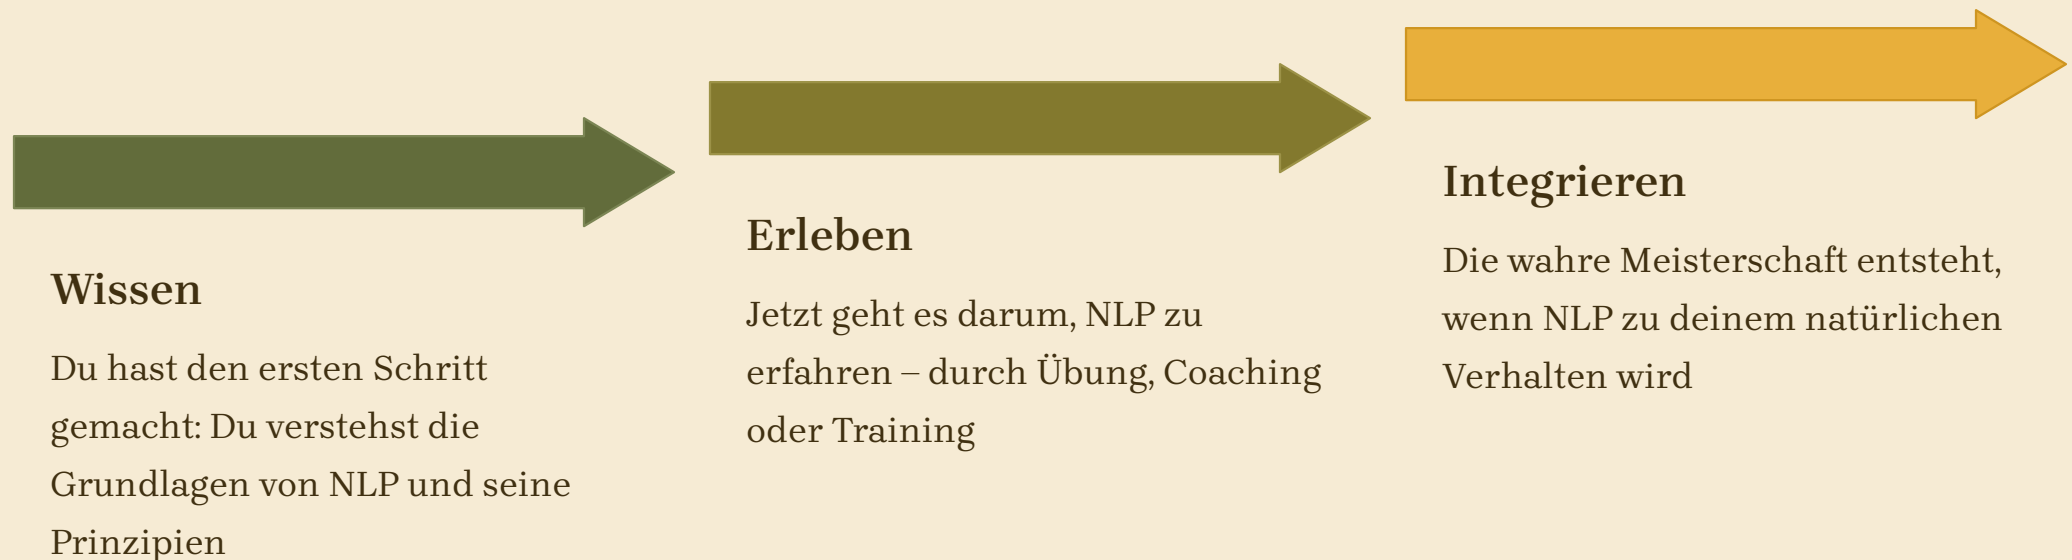 Wissen
Du hast den ersten Schritt
gemacht: Du verstehst die
Grundlagen von NLP und seine
Prinzipien
Erleben
Jetzt geht es darum, NLP zu
erfahren – durch Übung, Coaching
oder Training
Integrieren
Die wahre Meisterschaft entsteht,
wenn NLP zu deinem natürlichen
Verhalten wird